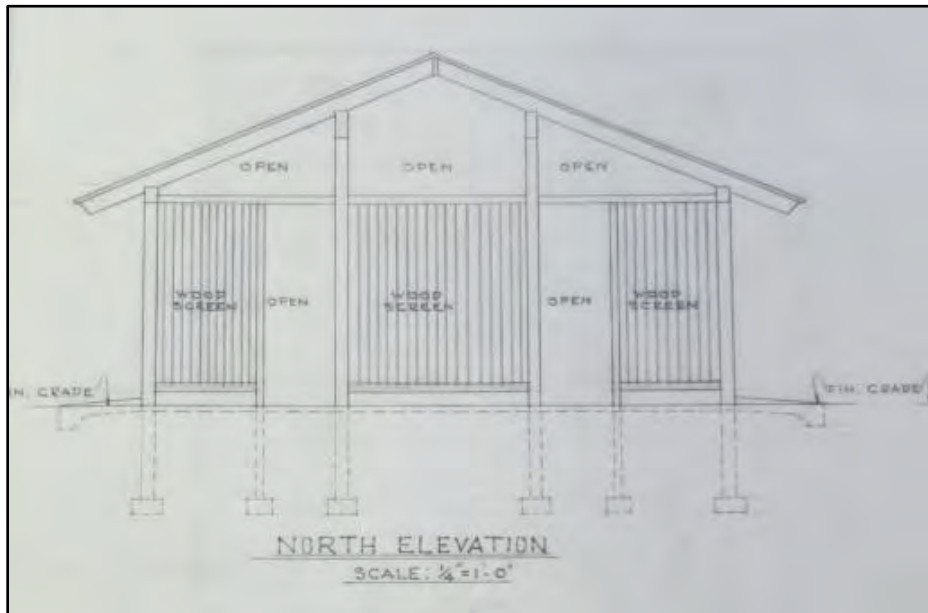 OPEN
OPEN
OPEN
WOOD
SCREEN
OPEN
WOOD
SCREEN
OPEN
WOOD
SCREEN
IN. GRADE
FIN. GRADE
NORTH ELEVATION
SCALE: ¼"=1'-0"